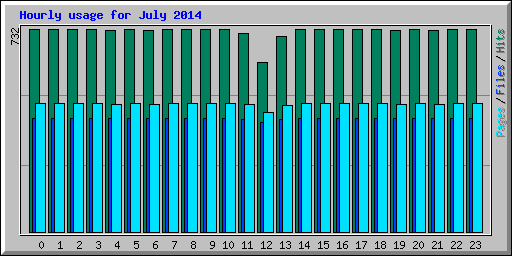 Hourly usage for July 2014
732
Pages / Files / Hits
0 1 2 3 4 5 6 7 8 9 10 11 12 13 14 15 16 17 18 19 20 21 22 23